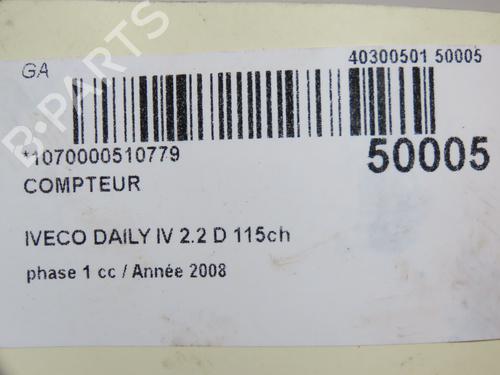 GA
40300501 50005
*1070000510779
50005
COMPTEUR
IVECO DAILY IV 2.2 D 115ch
phase 1 cc / Année 2008
B-PARTS